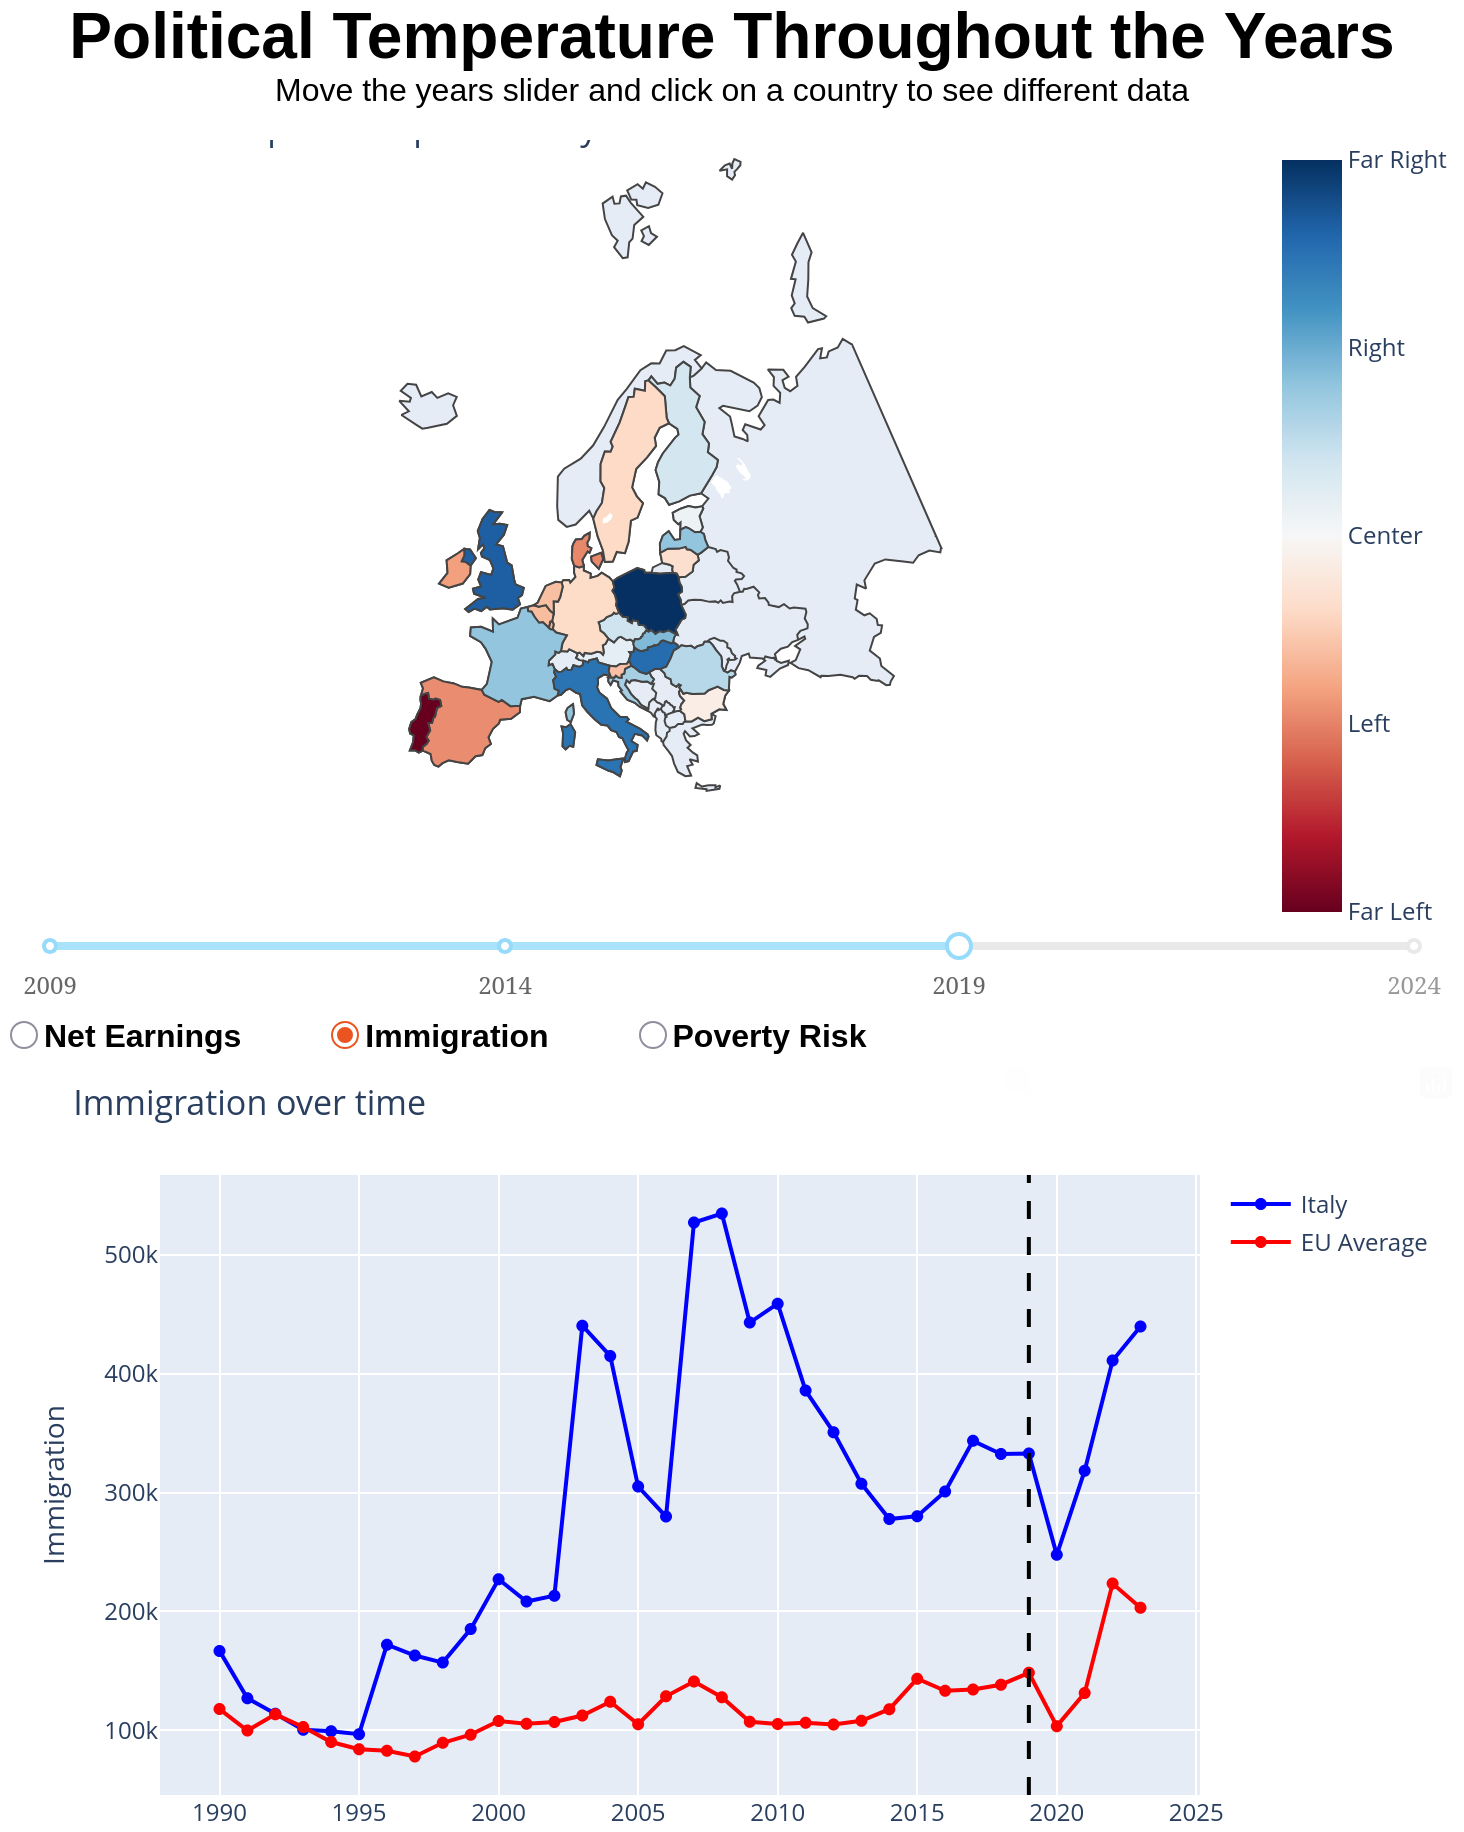 Political Temperature Throughout the Years
Move the years slider and click on a country to see different data
Far Right
Right
Center
Left
Far Left
2009 2014 2019 2024
Net Earnings Immigration Poverty Risk
Immigration over time
Italy
EU Average
500k
400k
300k
200k
100k
Immigration
1990 1995 2000 2005 2010 2015 2020 2025